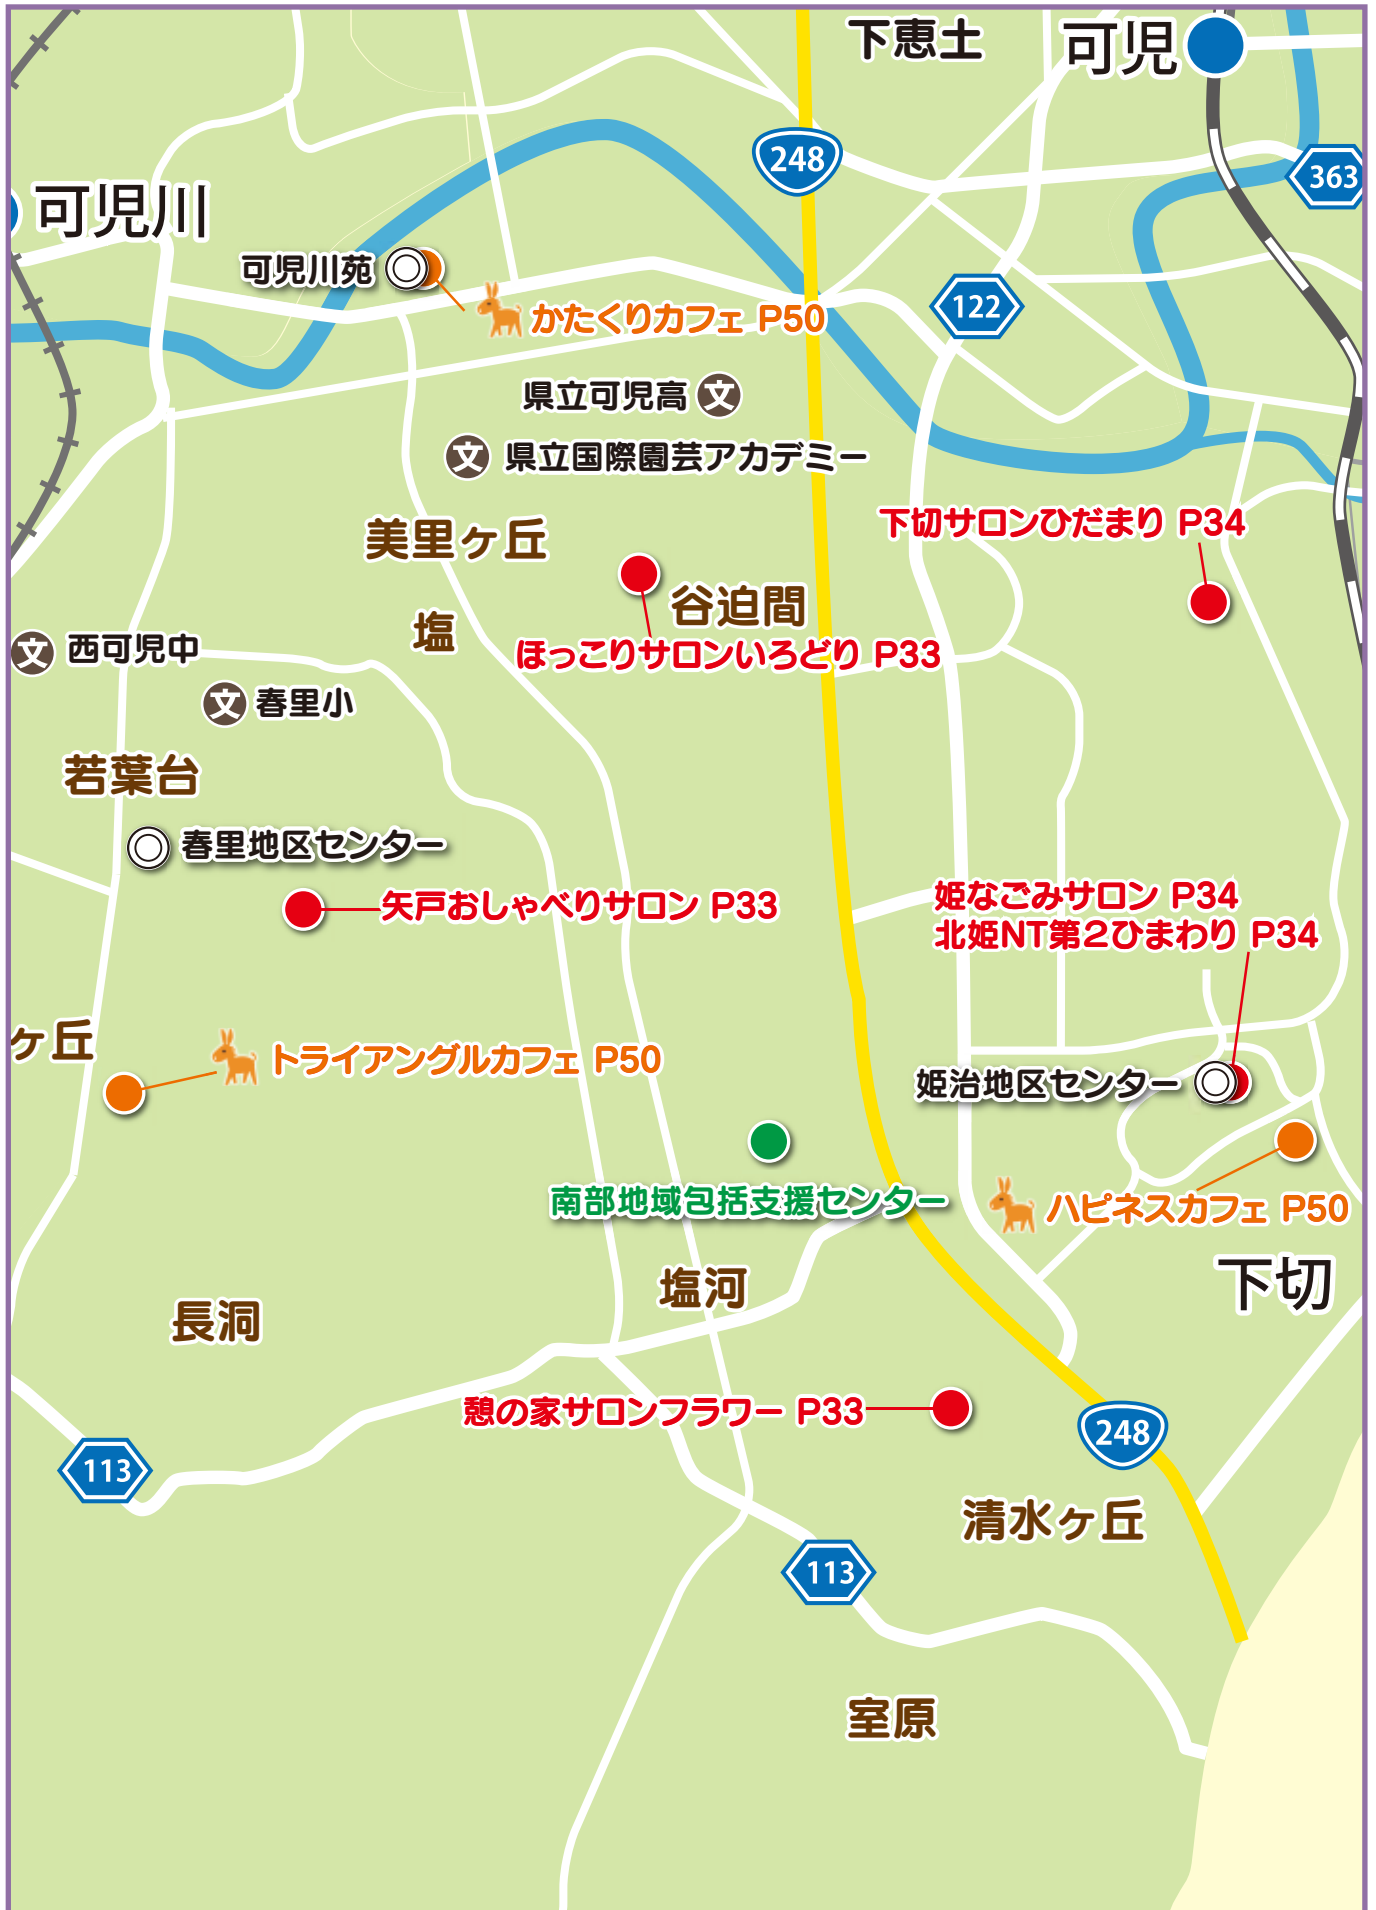 下恵土
可児
248
363
可児川
可児川苑
かたくりカフェ P50
122
県立可児高
文
文
県立国際園芸アカデミー
美里ヶ丘
下切サロンひだまり P34
谷迫間
塩
ほっこりサロンいろどり P33
文
西可児中
文
春里小
若葉台
春里地区センター
矢戸おしゃべりサロン P33
姫なごみサロン P34
北姫NT第2ひまわり P34
ヶ丘
トライアングルカフェ P50
姫治地区センター
南部地域包括支援センター
ハピネスカフェ P50
塩河
下切
長洞
憩の家サロンフラワー P33
248
113
清水ヶ丘
113
室原